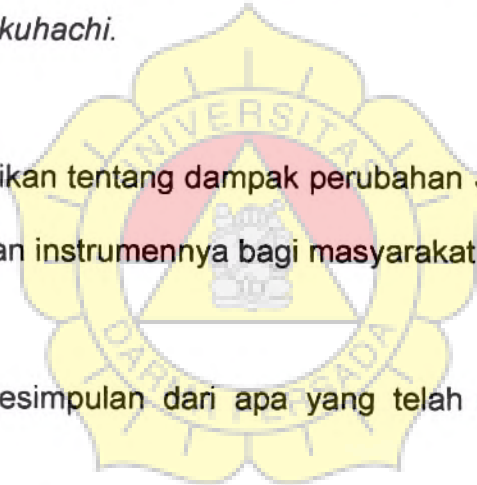 kuhachi.
UNIVERSITAS
ikan tentang dampak perubahan
an instrumennya bagi masyarakat
DARMA PERSADA
esimpulan dari apa yang telah